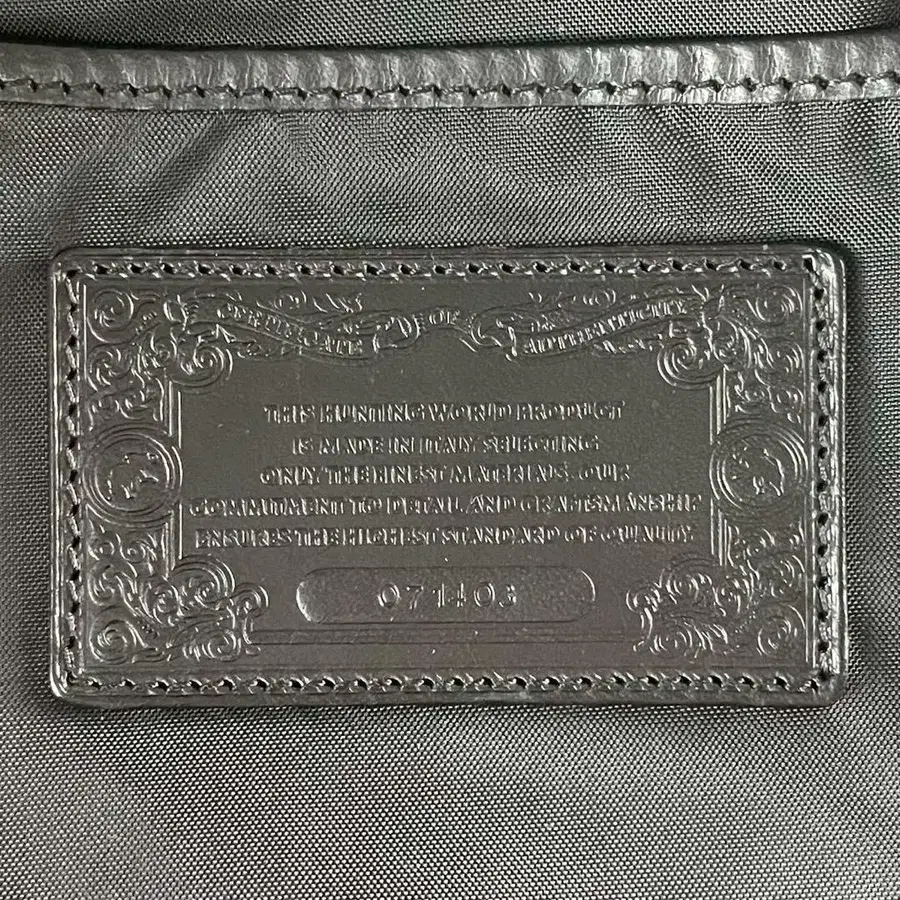 CERTIFICATE OF AUTHENTICITY
THIS HUNTING WORLD PRODUCT
IS MADE IN ITALY SELECTING
ONLY THE FINEST MATERIALS. OUR
COMMITMENT TO DETAIL AND CRAFTSMANSHIP
ENSURES THE HIGHEST STANDARD OF QUALITY
071403